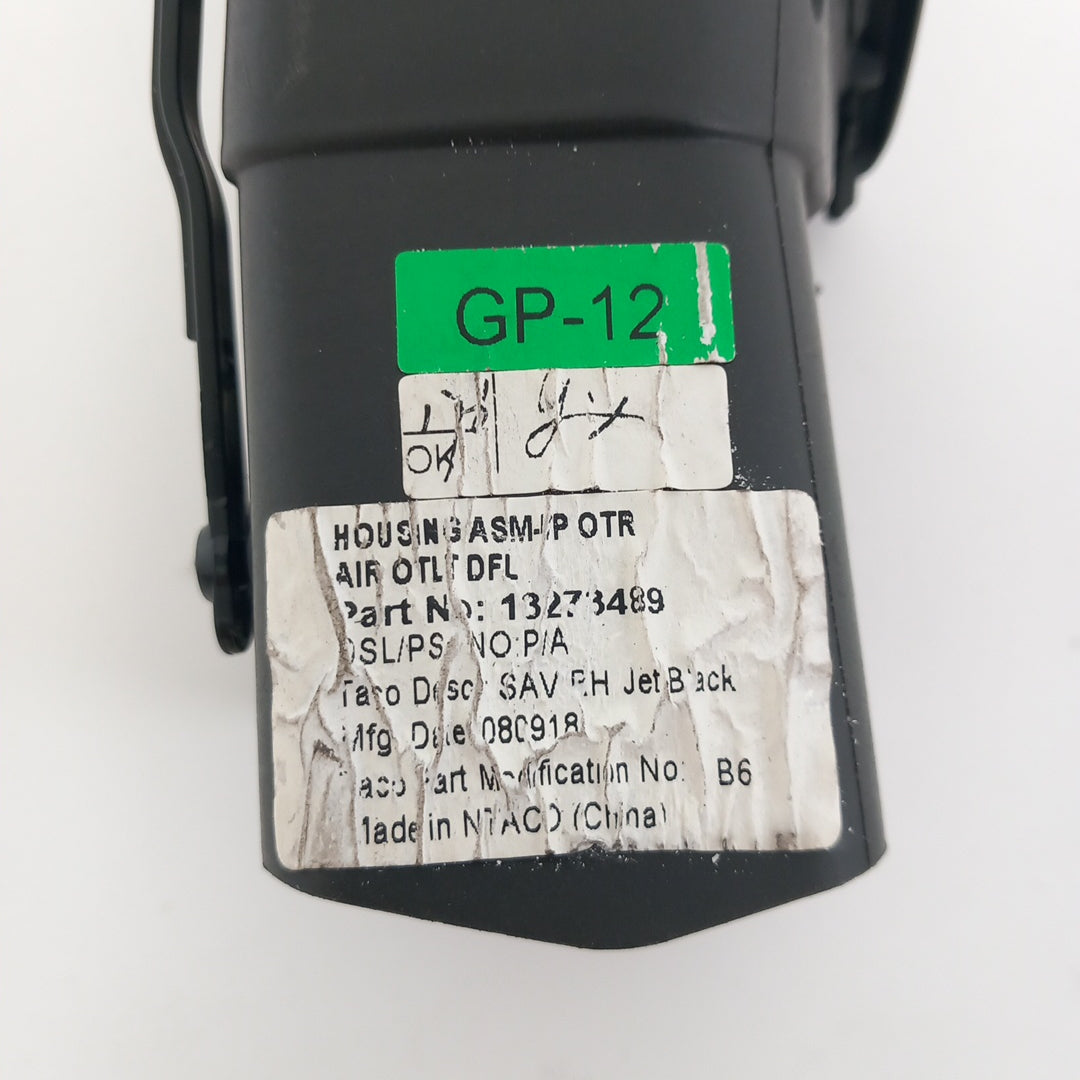 GP-12
OK
HOUSING ASM-I/P OTR
AIR OTLT DFL
Part No: 13273489
DSL/PS NO:P/A
Taco Desc: SAV RH Jet Black
Mfg Date 080918
Taco Part Modification No: B6
Made in NTACO (China)